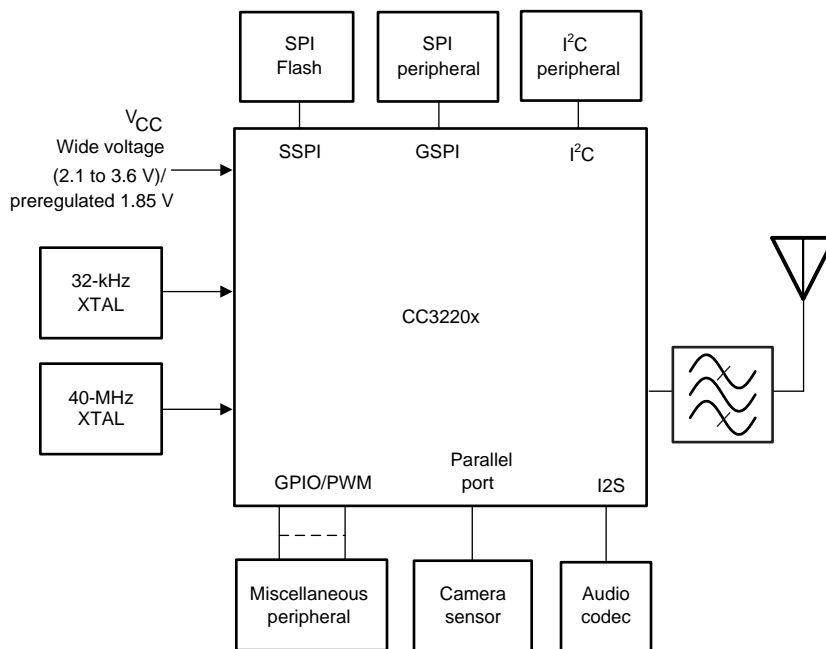 SPI
Flash
SPI
peripheral
I²C
peripheral
VCC
Wide voltage
(2.1 to 3.6 V)/
preregulated 1.85 V
SSPI
GSPI
I²C
32-kHz
XTAL
CC3220x
40-MHz
XTAL
GPIO/PWM
Parallel
port
I2S
Miscellaneous
peripheral
Camera
sensor
Audio
codec